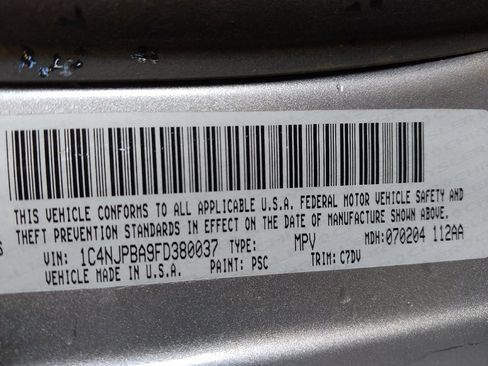 THIS VEHICLE CONFORMS TO ALL APPLICABLE U.S.A. FEDERAL MOTOR VEHICLE SAFETY AND
THEFT PREVENTION STANDARDS IN EFFECT ON THE DATE OF MANUFACTURE SHOWN ABOVE.
VIN: 1C4NJPBA9FD380037 TYPE: MPV MDH:070204 112AA
VEHICLE MADE IN U.S.A. PAINT: PSC TRIM: C7DV